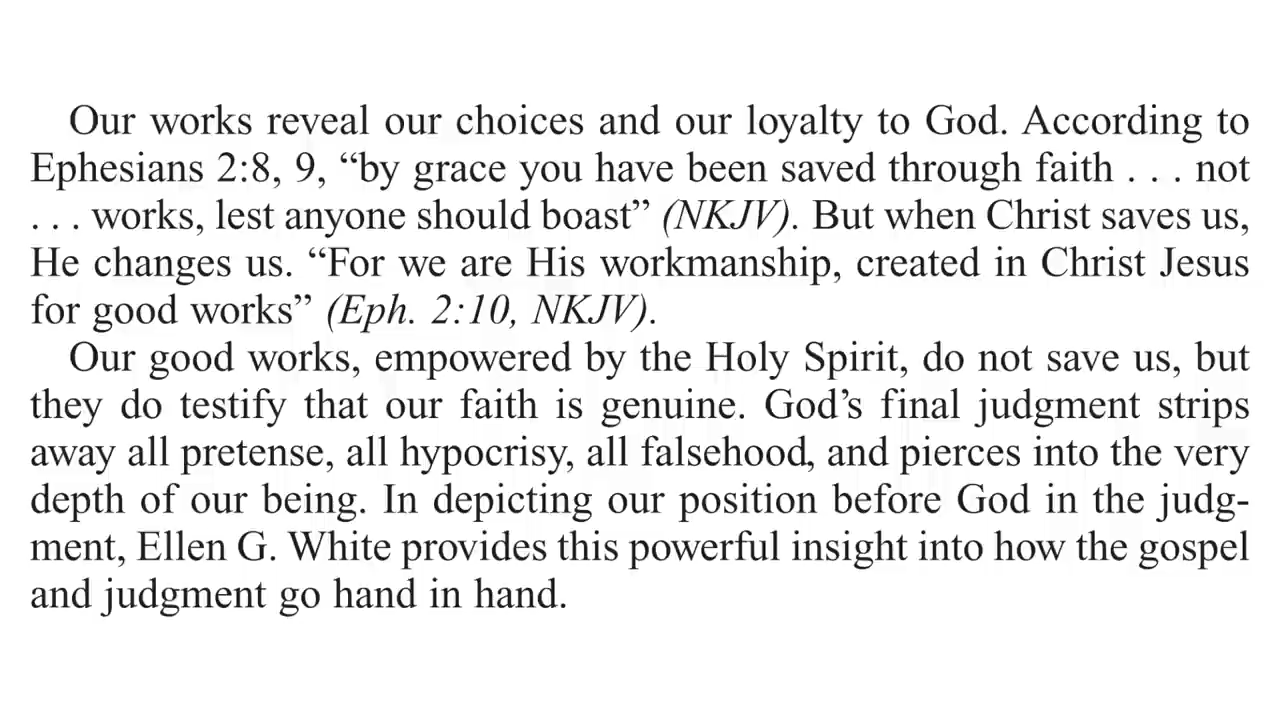 Our works reveal our choices and our loyalty to God. According to
Ephesians 2:8, 9, “by grace you have been saved through faith . . . not
. . . works, lest anyone should boast” (NKJV). But when Christ saves us,
He changes us. “For we are His workmanship, created in Christ Jesus
for good works” (Eph. 2:10, NKJV).
Our good works, empowered by the Holy Spirit, do not save us, but
they do testify that our faith is genuine. God’s final judgment strips
away all pretense, all hypocrisy, all falsehood, and pierces into the very
depth of our being. In depicting our position before God in the judg-
ment, Ellen G. White provides this powerful insight into how the gospel
and judgment go hand in hand.